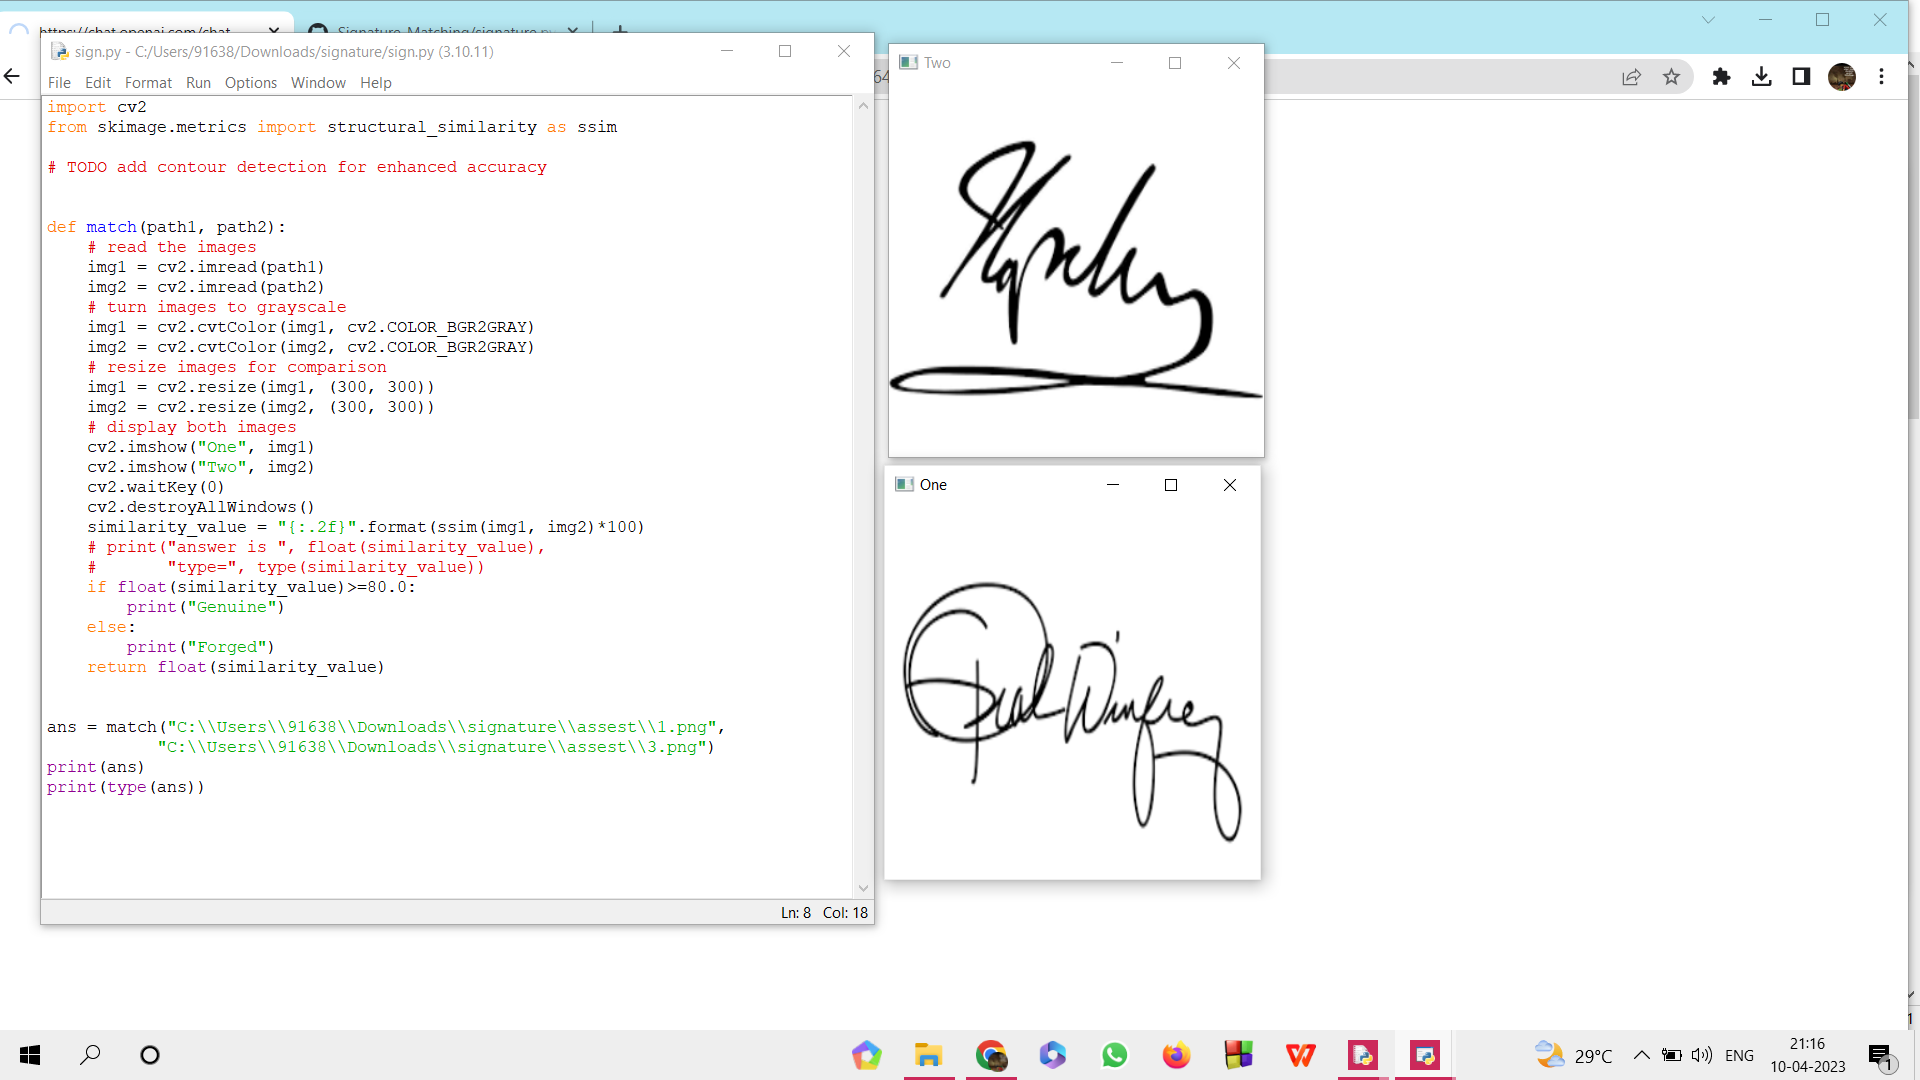 https://chat.openai.com/chat
Signature-Matching/signature.py
sign.py - C:/Users/91638/Downloads/signature/sign.py (3.10.11)
File Edit Format Run Options Window Help
import cv2
from skimage.metrics import structural_similarity as ssim
# TODO add contour detection for enhanced accuracy
def match(path1, path2):
# read the images
img1 = cv2.imread(path1)
img2 = cv2.imread(path2)
# turn images to grayscale
img1 = cv2.cvtColor(img1, cv2.COLOR_BGR2GRAY)
img2 = cv2.cvtColor(img2, cv2.COLOR_BGR2GRAY)
# resize images for comparison
img1 = cv2.resize(img1, (300, 300))
img2 = cv2.resize(img2, (300, 300))
# display both images
cv2.imshow("One", img1)
cv2.imshow("Two", img2)
cv2.waitKey(0)
cv2.destroyAllWindows()
similarity_value = "{:.2f}".format(ssim(img1, img2)*100)
# print("answer is ", float(similarity_value),
#       "type=", type(similarity_value))
if float(similarity_value)>=80.0:
print("Genuine")
else:
print("Forged")
return float(similarity_value)
ans = match("C:\\Users\\91638\\Downloads\\signature\\assest\\1.png",
"C:\\Users\\91638\\Downloads\\signature\\assest\\3.png")
print(ans)
print(type(ans))
Ln: 8 Col: 18
64
Two
One
29°C
ENG
21:16
10-04-2023
1